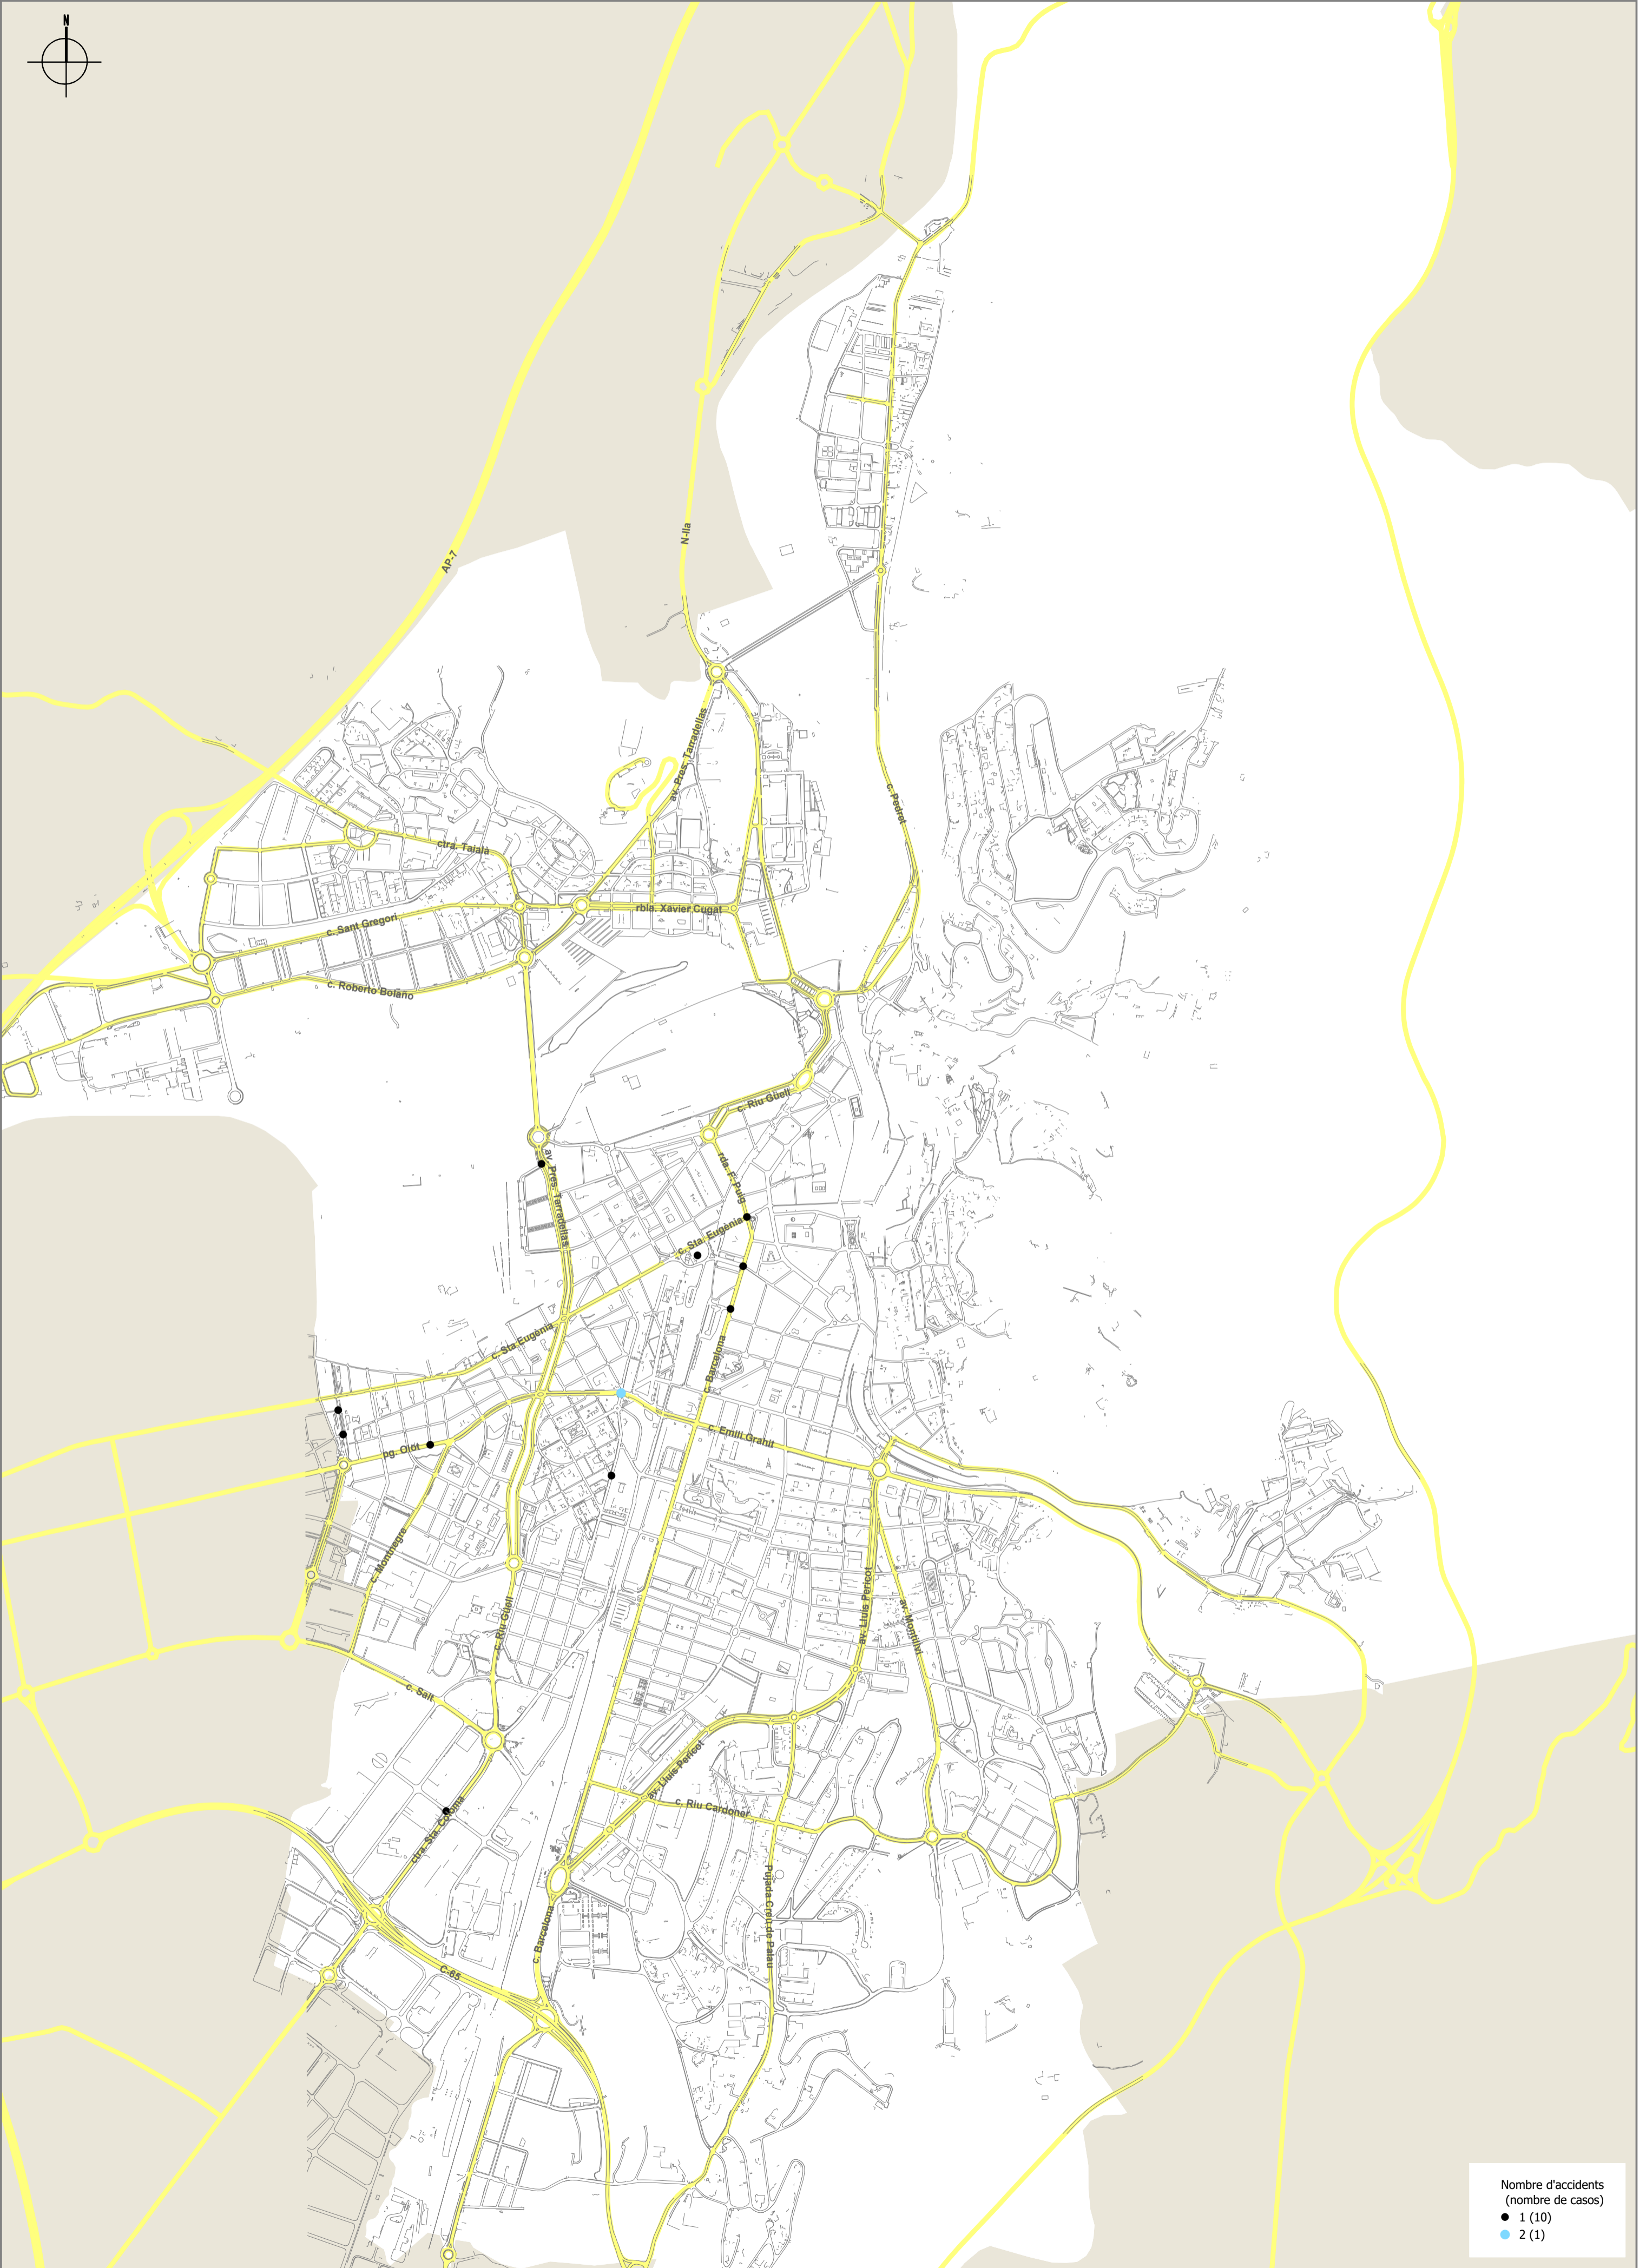 N
N-IIa
AP-7
av. Pres. Tarradellas
c. Pedret
ctra. Taialà
rbla. Xavier Cugat
c. Sant Gregori
c. Roberto Bolaño
c. Riu Güell
av. Pres. Tarradellas
rda. F. Puig
c. Sta. Eugènia
c. Sta Eugènia
c. Barcelona
c. Emili Grahit
pg. Olot
c. Montnegre
c. Riu Güell
av. Lluís Pericot
av. Montilivi
c. Salt
av. Lluís Pericot
c. Riu Cardoner
ctra. Sta. Coloma
Pujada Creu de Palau
c. Barcelona
C-65
Nombre d'accidents
(nombre de casos)
1 (10)
2 (1)